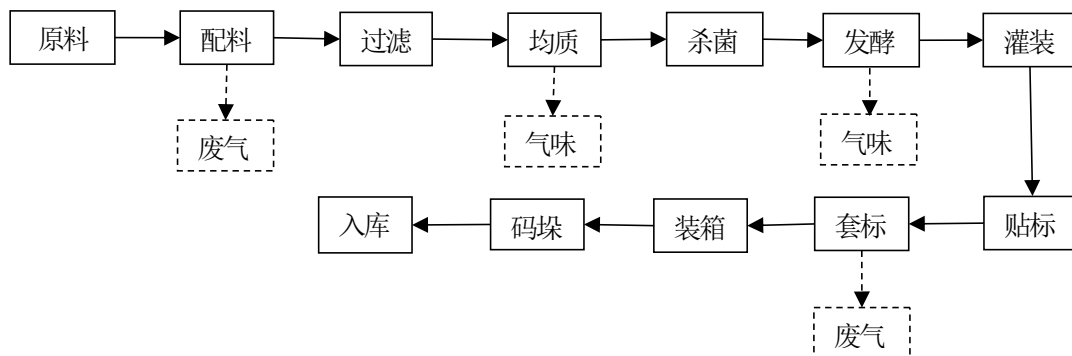 原料
配料
过滤
均质
杀菌
发酵
灌装
废气
气味
气味
入库
码垛
装箱
套标
贴标
废气